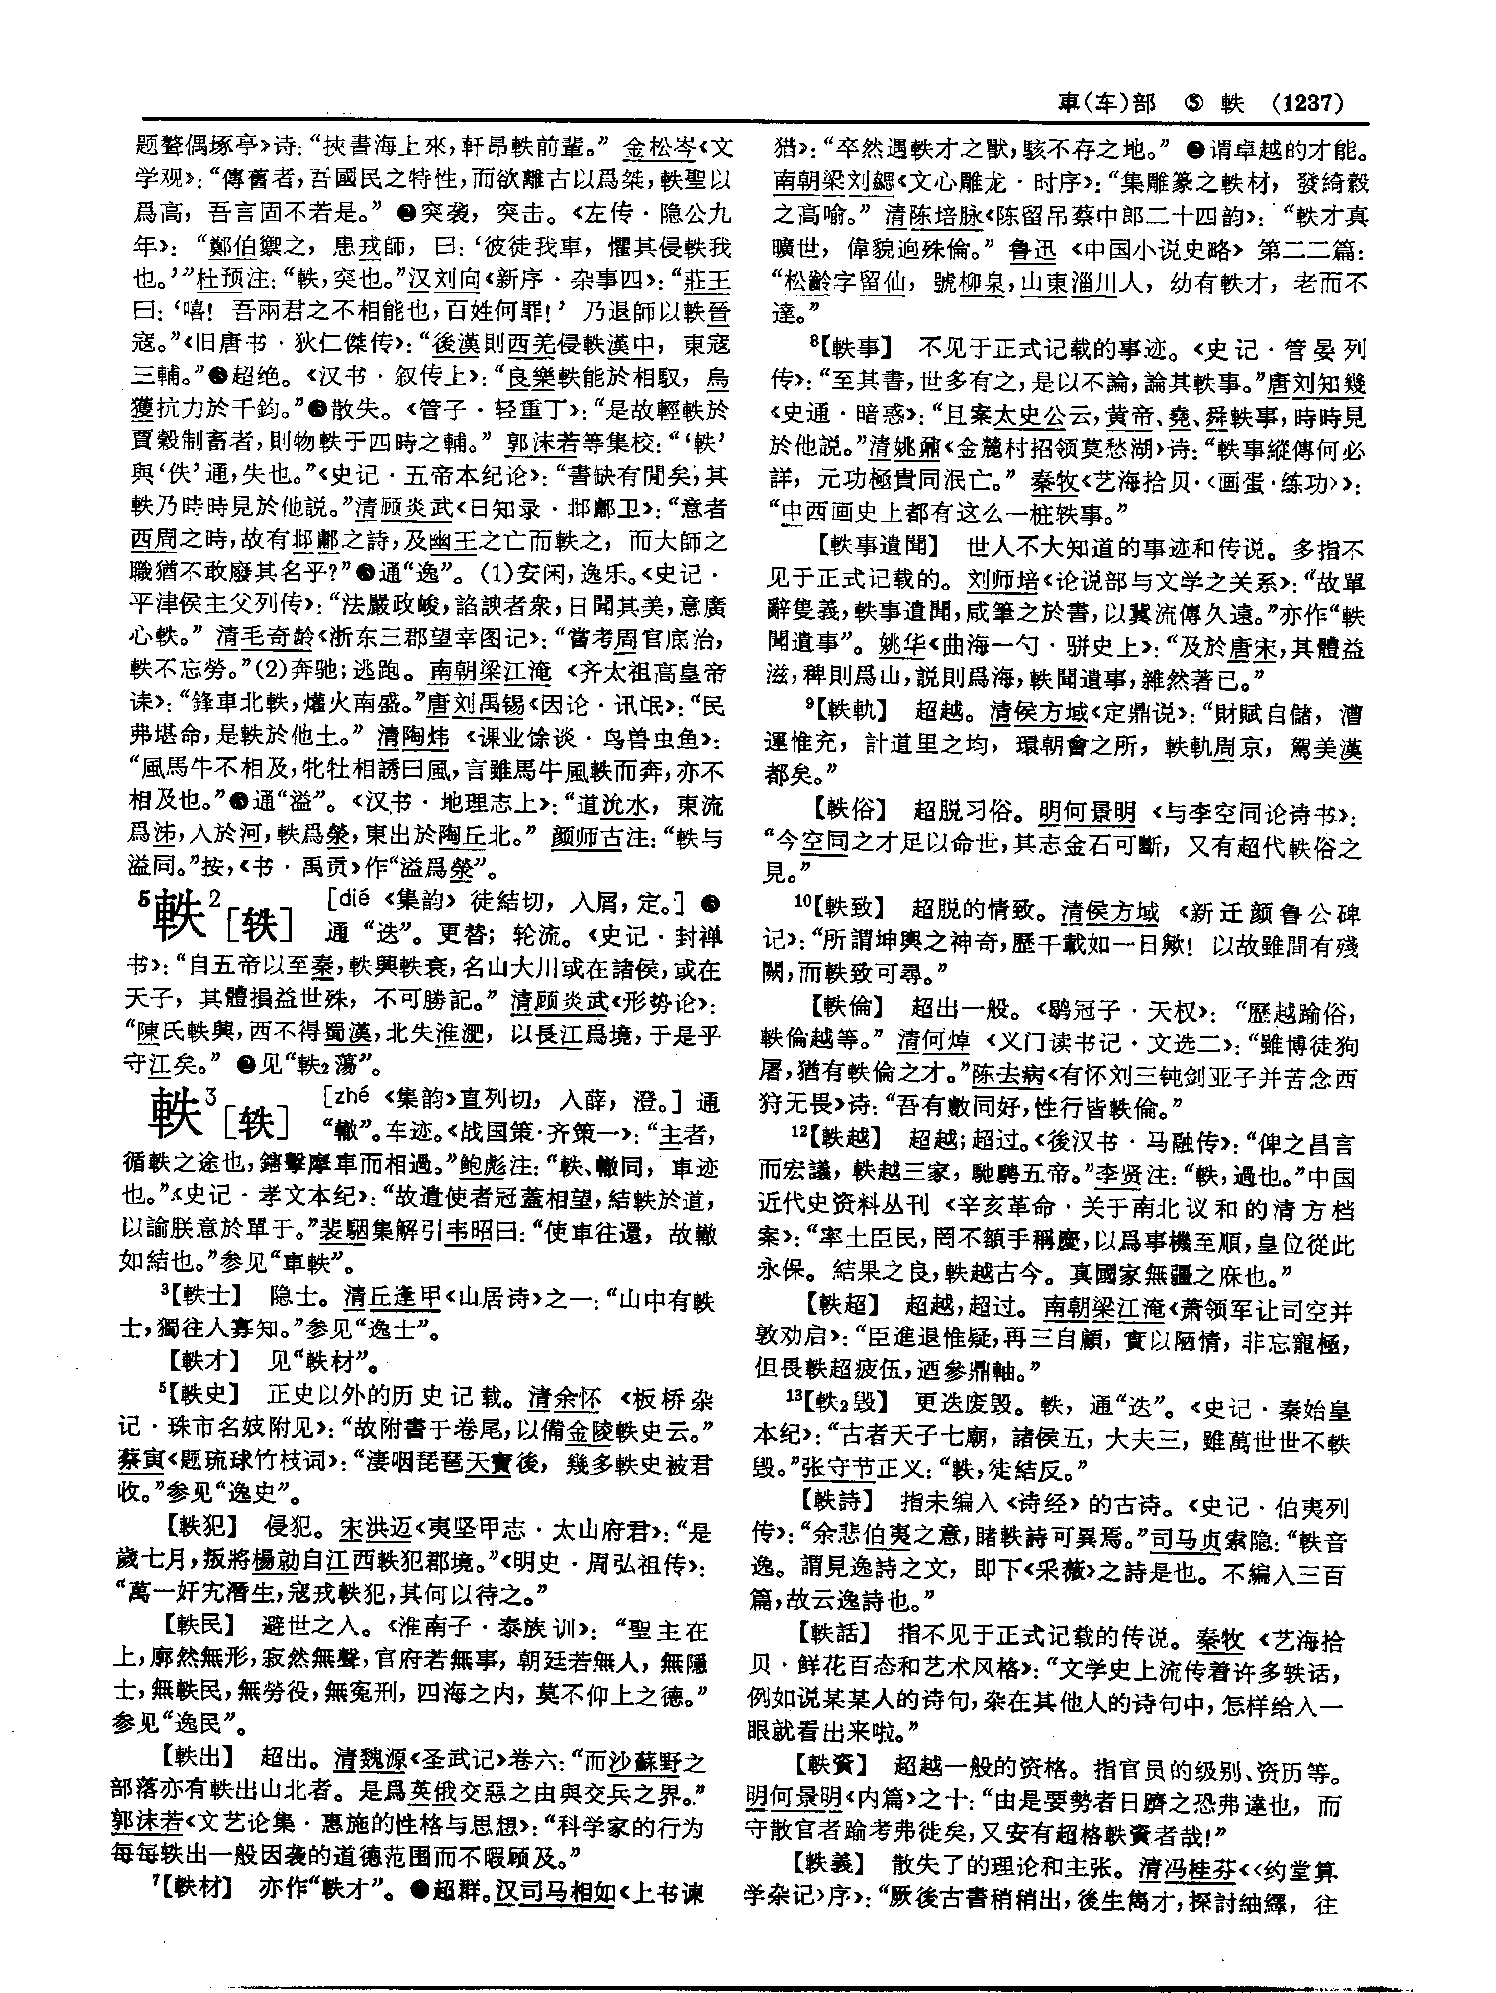 車(车)部 ⑤ 軼 (1237)
题骜偶琢亭》诗:“挾書海上來,軒昂軼前輩。” 金松岑《文
学观》:“傳舊者,吾國民之特性,而欲離古以爲桀,軼聖以
爲高,吾言固不若是。” ❷突袭,突击。《左传·隐公九
年》:“鄭伯禦之,患戎師,曰:‘彼徒我車,懼其侵軼我
也。’”杜预注:“軼,突也。”汉刘向《新序·杂事四》:“莊王
曰:‘嘻!吾兩君之不相能也,百姓何罪!’乃退師以軼晉
寇。”《旧唐书·狄仁傑传》:“後漢則西羌侵軼漢中,東寇
三輔。”❸超绝。《汉书·叙传上》:“良樂軼能於相馭,烏
獲抗力於千鈞。”❹散失。《管子·轻重丁》:“是故輕軼於
賈穀制畜者,則物軼于四時之輔。” 郭沫若等集校:“‘軼’
與‘佚’通,失也。”《史记·五帝本纪论》:“書缺有閒矣,其
軼乃時時見於他説。”清顾炎武《日知录·邶鄘卫》:“意者
西周之時,故有邶鄘之詩,及幽王之亡而軼之,而大師之
職猶不敢廢其名乎?”❺通“逸”。(1)安闲,逸乐。《史记·
平津侯主父列传》:“法嚴政峻,諂諛者衆,日聞其美,意廣
心軼。” 清毛奇龄《浙东三郡望幸图记》:“嘗考周官底治,
軼不忘勞。”(2)奔驰;逃跑。南朝梁江淹《齐太祖高皇帝
诔》:“鋒車北軼,爟火南盛。”唐刘禹锡《因论·讯氓》:“民
弗堪命,是軼於他土。” 清陶炜《课业馀谈·鸟兽虫鱼》:
“風馬牛不相及,牝牡相誘曰風,言雖馬牛風軼而奔,亦不
相及也。”❻通“溢”。《汉书·地理志上》:“道沇水,東流
爲泲,入於河,軼爲滎,東出於陶丘北。” 颜师古注:“軼与
溢同。”按,《书·禹贡》作“溢爲滎”。
5軼2[轶] [dié《集韵》徒結切,入屑,定。]❶
通“迭”。更替;轮流。《史记·封禅
书》:“自五帝以至秦,軼興軼衰,名山大川或在諸侯,或在
天子,其體損益世殊,不可勝記。” 清顾炎武《形势论》:
“陳氏軼興,西不得蜀漢,北失淮淝,以長江爲境,于是乎
守江矣。” ❷见“軼2蕩”。
軼3[轶] [zhé《集韵》直列切,入薛,澄。]通
“轍”。车迹。《战国策·齐策一》:“主者,
循軼之途也,鎋擊摩車而相過。”鲍彪注:“軼、轍同,車迹
也。”《史记·孝文本纪》:“故遣使者冠蓋相望,結軼於道,
以諭朕意於單于。”裴駰集解引韦昭曰:“使車往還,故轍
如結也。”参见“車軼”。
3【軼士】 隐士。清丘逢甲《山居诗》之一:“山中有軼
士,獨往人寡知。”参见“逸士”。
【軼才】 见“軼材”。
5【軼史】 正史以外的历史记载。清余怀《板桥杂
记·珠市名妓附见》:“故附書于卷尾,以備金陵軼史云。”
蔡寅《题琉球竹枝词》:“淒咽琵琶天寶後,幾多軼史被君
收。”参见“逸史”。
【軼犯】 侵犯。宋洪迈《夷坚甲志·太山府君》:“是
歲七月,叛將楊勍自江西軼犯郡境。”《明史·周弘祖传》:
“萬一奸宄潛生,寇戎軼犯,其何以待之。”
【軼民】 避世之人。《淮南子·泰族训》:“聖主在
上,廓然無形,寂然無聲,官府若無事,朝廷若無人,無隱
士,無軼民,無勞役,無冤刑,四海之内,莫不仰上之德。”
参见“逸民”。
【軼出】 超出。清魏源《圣武记》卷六:“而沙蘇野之
部落亦有軼出山北者。是爲英俄交惡之由與交兵之界。”
郭沫若《文艺论集·惠施的性格与思想》:“科学家的行为
每每轶出一般因袭的道德范围而不暇顾及。”
7【軼材】 亦作“軼才”。❶超群。汉司马相如《上书谏
猎》:“卒然遇軼才之獸,駭不存之地。” ❷谓卓越的才能。
南朝梁刘勰《文心雕龙·时序》:“集雕篆之軼材,發綺縠
之高喻。” 清陈培脉《陈留吊蔡中郎二十四韵》:“軼才真
曠世,偉貌迥殊倫。” 鲁迅《中国小说史略》第二二篇:
“松齡字留仙,號柳泉,山東淄川人,幼有軼才,老而不
達。”
8【軼事】 不见于正式记载的事迹。《史记·管晏列
传》:“至其書,世多有之,是以不論,論其軼事。”唐刘知幾
《史通·暗惑》:“且案太史公云,黄帝、堯、舜軼事,時時見
於他説。”清姚鼐《金麓村招领莫愁湖》诗:“軼事縱傳何必
詳,元功極貴同泯亡。” 秦牧《艺海拾贝·〈画蛋·练功〉》:
“中西画史上都有这么一桩轶事。”
【軼事遺聞】 世人不大知道的事迹和传说。多指不
见于正式记载的。刘师培《论说部与文学之关系》:“故單
辭隻義,軼事遺聞,咸筆之於書,以冀流傳久遠。”亦作“軼
聞遺事”。姚华《曲海一勺·骈史上》:“及於唐宋,其體益
滋,稗則爲山,説則爲海,軼聞遺事,雜然著已。”
9【軼軌】 超越。清侯方域《定鼎说》:“財賦自儲,漕
運惟充,計道里之均,環朝會之所,軼軌周京,駕美漢
都矣。”
【軼俗】 超脱习俗。明何景明《与李空同论诗书》:
“今空同之才足以命世,其志金石可斷,又有超代軼俗之
見。”
10【軼致】 超脱的情致。清侯方域《新迁颜鲁公碑
记》:“所謂坤輿之神奇,歷千載如一日歟!以故雖間有殘
闕,而軼致可尋。”
【軼倫】 超出一般。《鹖冠子·天权》:“歷越踰俗,
軼倫越等。” 清何焯《义门读书记·文选二》:“雖博徒狗
屠,猶有軼倫之才。”陈去病《有怀刘三钝剑亚子并苦念西
狩无畏》诗:“吾有數同好,性行皆軼倫。”
12【軼越】 超越;超过。《後汉书·马融传》:“俾之昌言
而宏議,軼越三家,馳騁五帝。”李贤注:“軼,過也。”中国
近代史资料丛刊《辛亥革命·关于南北议和的清方档
案》:“率土臣民,罔不額手稱慶,以爲事機至順,皇位從此
永保。結果之良,軼越古今。真國家無疆之庥也。”
【軼超】 超越,超过。南朝梁江淹《萧领军让司空并
敦劝启》:“臣進退惟疑,再三自顧,實以陋情,非忘寵極,
但畏軼超疲伍,迺參鼎軸。”
13【軼2毁】 更迭废毁。軼,通“迭”。《史记·秦始皇
本纪》:“古者天子七廟,諸侯五,大夫三,雖萬世世不軼
毁。”张守节正义:“軼,徒結反。”
【軼詩】 指未编入《诗经》的古诗。《史记·伯夷列
传》:“余悲伯夷之意,睹軼詩可異焉。”司马贞索隐:“軼音
逸。謂見逸詩之文,即下《采薇》之詩是也。不编入三百
篇,故云逸詩也。”
【軼話】 指不见于正式记载的传说。秦牧《艺海拾
贝·鲜花百态和艺术风格》:“文学史上流传着许多轶话,
例如说某某人的诗句,杂在其他人的诗句中,怎样给人一
眼就看出来啦。”
【軼資】 超越一般的资格。指官员的级别、资历等。
明何景明《内篇》之十:“由是要勢者日躋之恐弗達也,而
守散官者踰考弗徙矣,又安有超格軼資者哉!”
【軼義】 散失了的理论和主张。清冯桂芬《〈约堂算
学杂记〉序》:“厥後古書稍稍出,後生雋才,探討紬繹,往